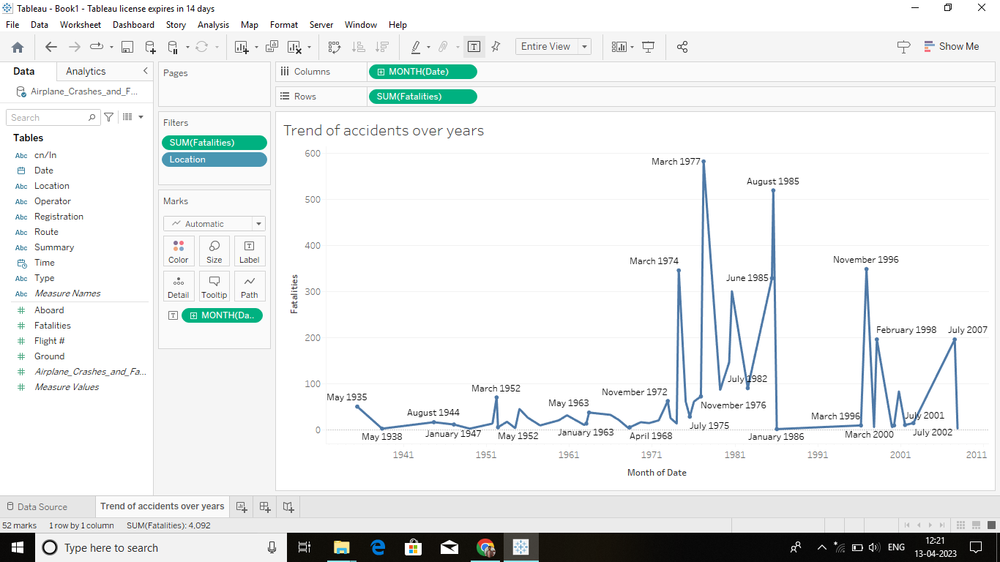 Tableau - Book1 - Tableau license expires in 14 days
File Data Worksheet Dashboard Story Analysis Map Format Server Window Help
Entire View
Show Me
Data Analytics
Airplane_Crashes_and_F...
Search
Tables
Abc cn/In
Date
Abc Location
Abc Operator
Abc Registration
Abc Route
Abc Summary
Time
Abc Type
Abc Measure Names
# Aboard
# Fatalities
# Flight #
# Ground
# Airplane_Crashes_and_Fa...
# Measure Values
Pages
Filters
SUM(Fatalities)
Location
Marks
Automatic
Color Size Label
Detail Tooltip Path
MONTH(Da..
Columns MONTH(Date)
Rows SUM(Fatalities)
Trend of accidents over years
600
500
400
300
200
100
0
Fatalities
March 1977
August 1985
March 1974
November 1996
June 1985
February 1998
July 2007
May 1935
March 1952
November 1972
July 1982
May 1963
November 1976
August 1944
March 1996
July 2001
May 1938
January 1947
May 1952
January 1963
April 1968
July 1975
January 1986
March 2000
July 2002
1941 1951 1961 1971 1981 1991 2001 2011
Month of Date
Data Source
Trend of accidents over years
52 marks 1 row by 1 column SUM(Fatalities): 4,092
Type here to search
ENG
12:21
13-04-2023